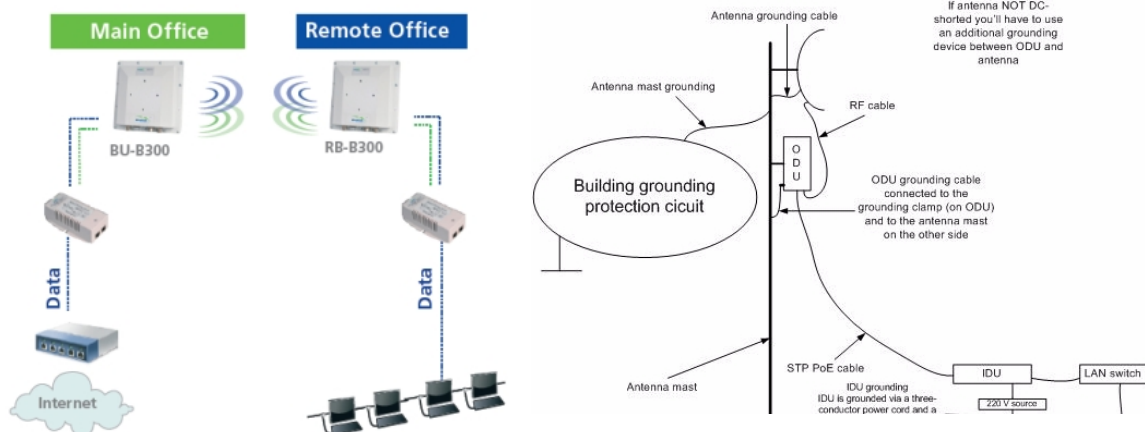 Main Office
Remote Office
BU-B300
RB-B300
Data
Data
Internet
If antenna NOT DC-
shorted you'll have to use
an additional grounding
device between ODU and
antenna
Antenna grounding cable
Antenna mast grounding
RF cable
Building grounding
protection cicuit
O
D
U
ODU grounding cable
connected to the
grounding clamp (on ODU)
and to the antenna mast
on the other side
STP PoE cable
Antenna mast
IDU
LAN switch
IDU grounding
IDU is grounded via a three-
conductor power cord and a
220 V source